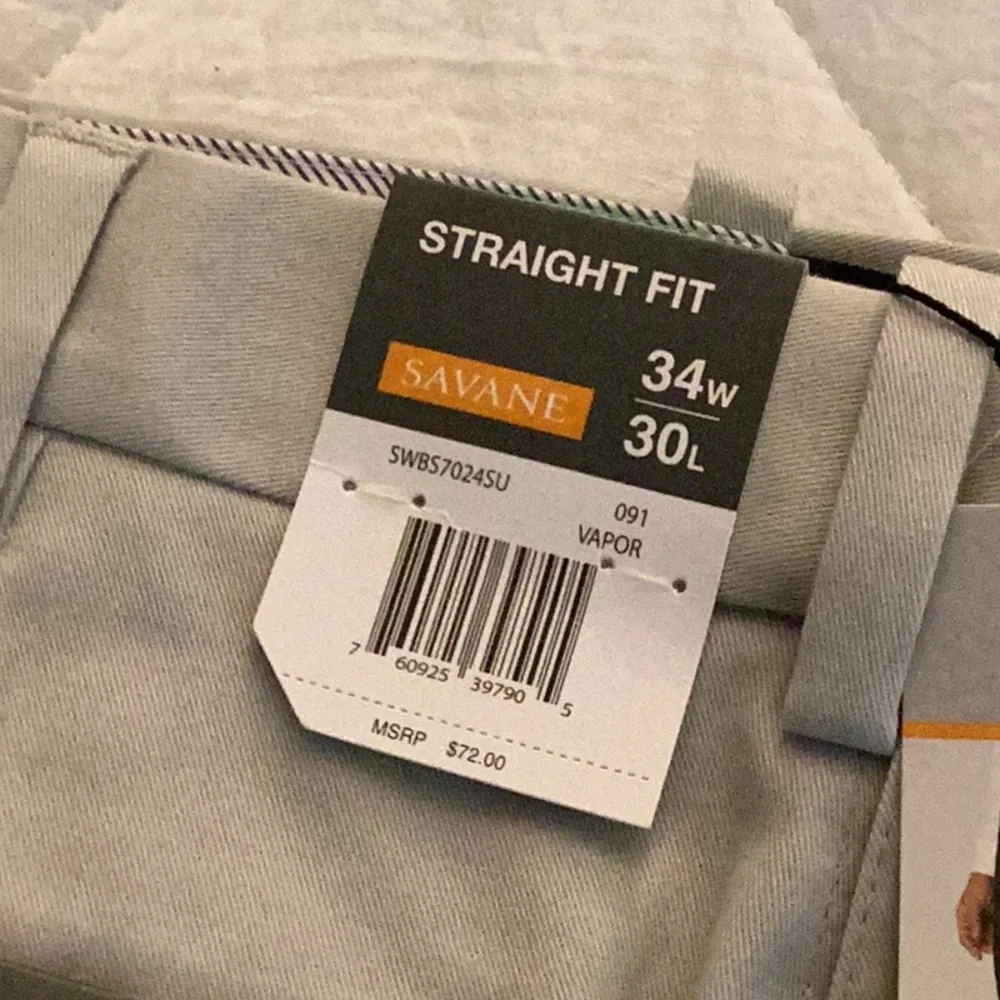 STRAIGHT FIT
SAVANE
34W
30L
SWBS7024SU
091
VAPOR
7 60925 39790 5
MSRP $72.00